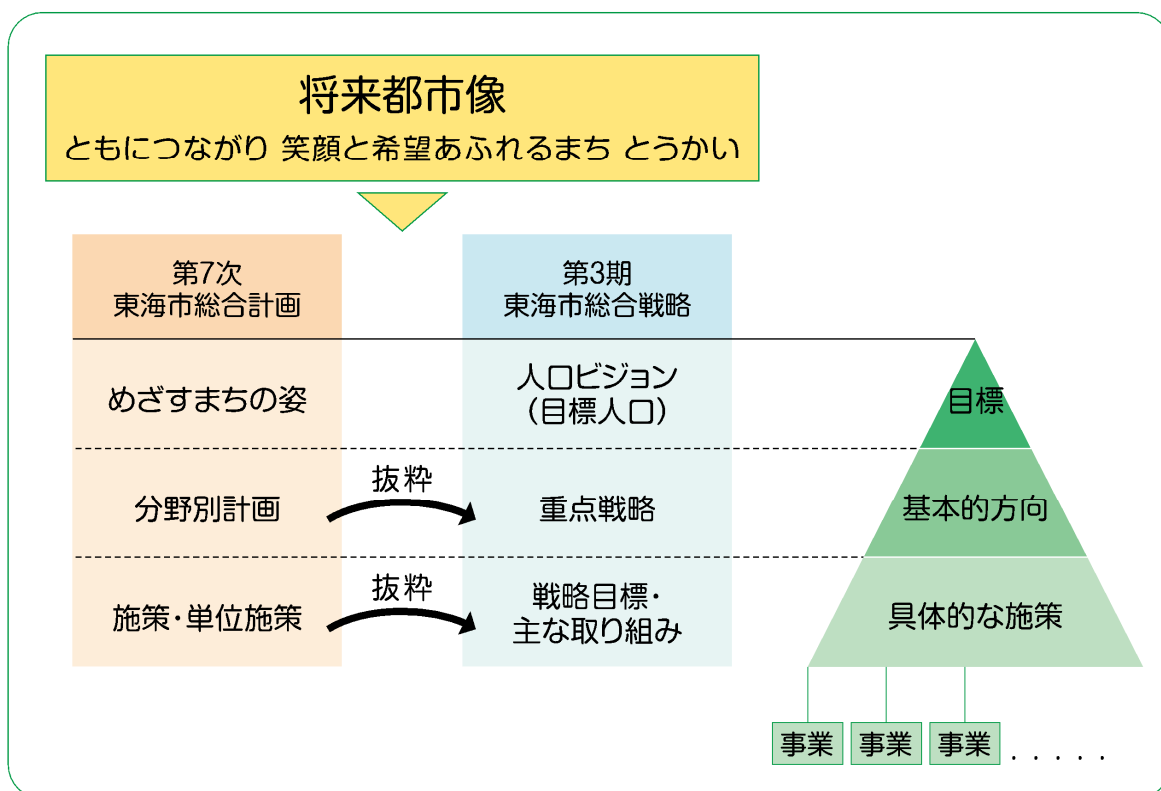 将来都市像
ともにつながり 笑顔と希望あふれるまち とうかい
第7次
東海市総合計画
第3期
東海市総合戦略
めざすまちの姿
人口ビジョン
(目標人口)
目標
分野別計画
抜粋
重点戦略
基本的方向
施策・単位施策
抜粋
戦略目標・
主な取り組み
具体的な施策
事業
事業
事業
.....